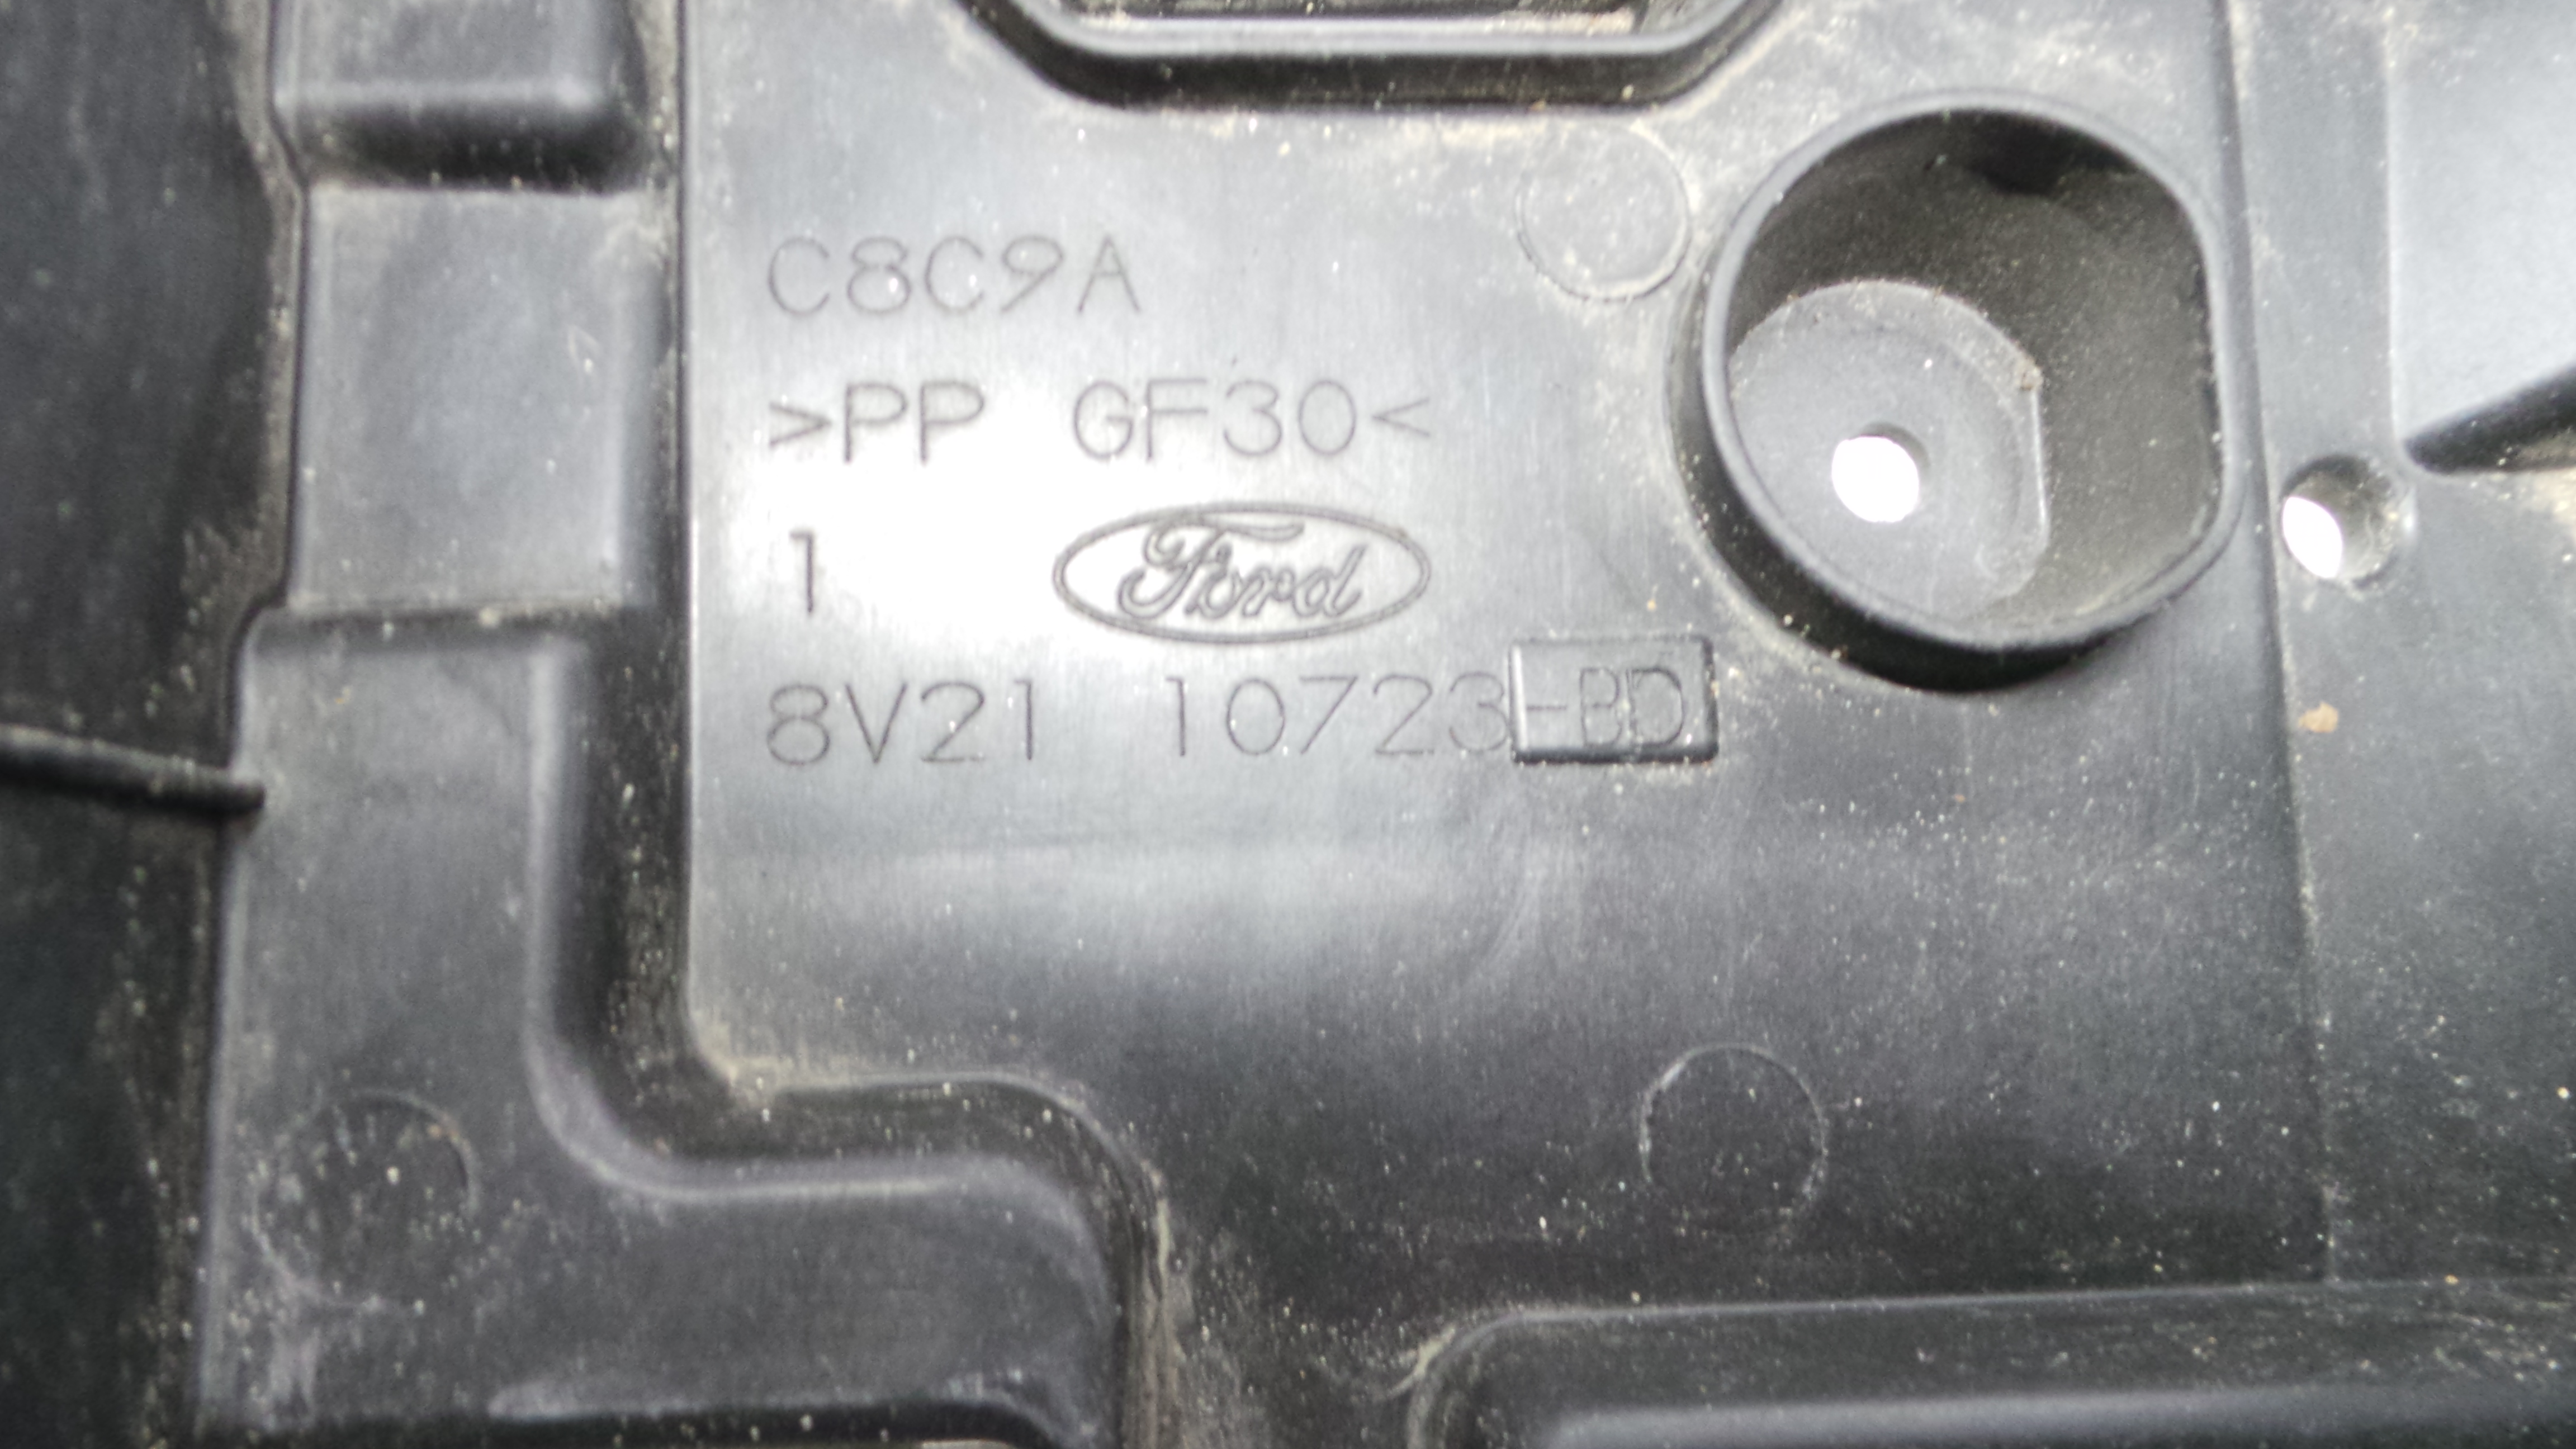 C8C9A
>PP GF30<
1 Ford
8V21 10723-BD